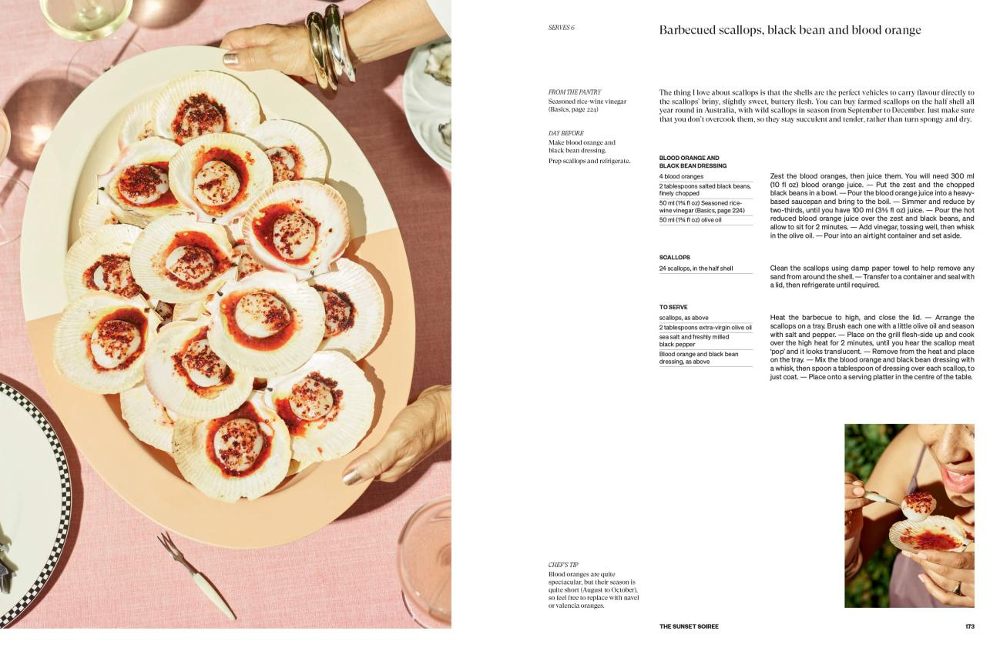 SERVES 6
Barbecued scallops, black bean and blood orange
FROM THE PANTRY
Seasoned rice-wine vinegar
(Basics, page 224)
DAY BEFORE
Make blood orange and
black bean dressing.
Prep scallops and refrigerate.
The thing I love about scallops is that the shells are the perfect vehicles to carry flavour directly to
the scallops' briny, slightly sweet, buttery flesh. You can buy farmed scallops on the half shell all
year round in Australia, with wild scallops in season from September to December. Just make sure
that you don't overcook them, so they stay succulent and tender, rather than turn spongy and dry.
BLOOD ORANGE AND
BLACK BEAN DRESSING
4 blood oranges
2 tablespoons salted black beans,
finely chopped
50 ml (1¾ fl oz) Seasoned rice-
wine vinegar (Basics, page 224)
50 ml (1¾ fl oz) olive oil
Zest the blood oranges, then juice them. You will need 300 ml
(10 fl oz) blood orange juice. — Put the zest and the chopped
black beans in a bowl. — Pour the blood orange juice into a heavy-
based saucepan and bring to the boil. — Simmer and reduce by
two-thirds, until you have 100 ml (3½ fl oz) juice. — Pour the hot
reduced blood orange juice over the zest and black beans, and
allow to sit for 2 minutes. — Add vinegar, tossing well, then whisk
in the olive oil. — Pour into an airtight container and set aside.
SCALLOPS
24 scallops, in the half shell
Clean the scallops using damp paper towel to help remove any
sand from around the shell. — Transfer to a container and seal with
a lid, then refrigerate until required.
TO SERVE
scallops, as above
2 tablespoons extra-virgin olive oil
sea salt and freshly milled
black pepper
Blood orange and black bean
dressing, as above
Heat the barbecue to high, and close the lid. — Arrange the
scallops on a tray. Brush each one with a little olive oil and season
with salt and pepper. — Place on the grill flesh-side up and cook
over the high heat for 2 minutes, until you hear the scallop meat
'pop' and it looks translucent. — Remove from the heat and place
on the tray. — Mix the blood orange and black bean dressing with
a whisk, then spoon a tablespoon of dressing over each scallop, to
just coat. — Place onto a serving platter in the centre of the table.
CHEF'S TIP
Blood oranges are quite
spectacular, but their season is
quite short (August to October),
so feel free to replace with navel
or valencia oranges.
THE SUNSET SOIREE
173